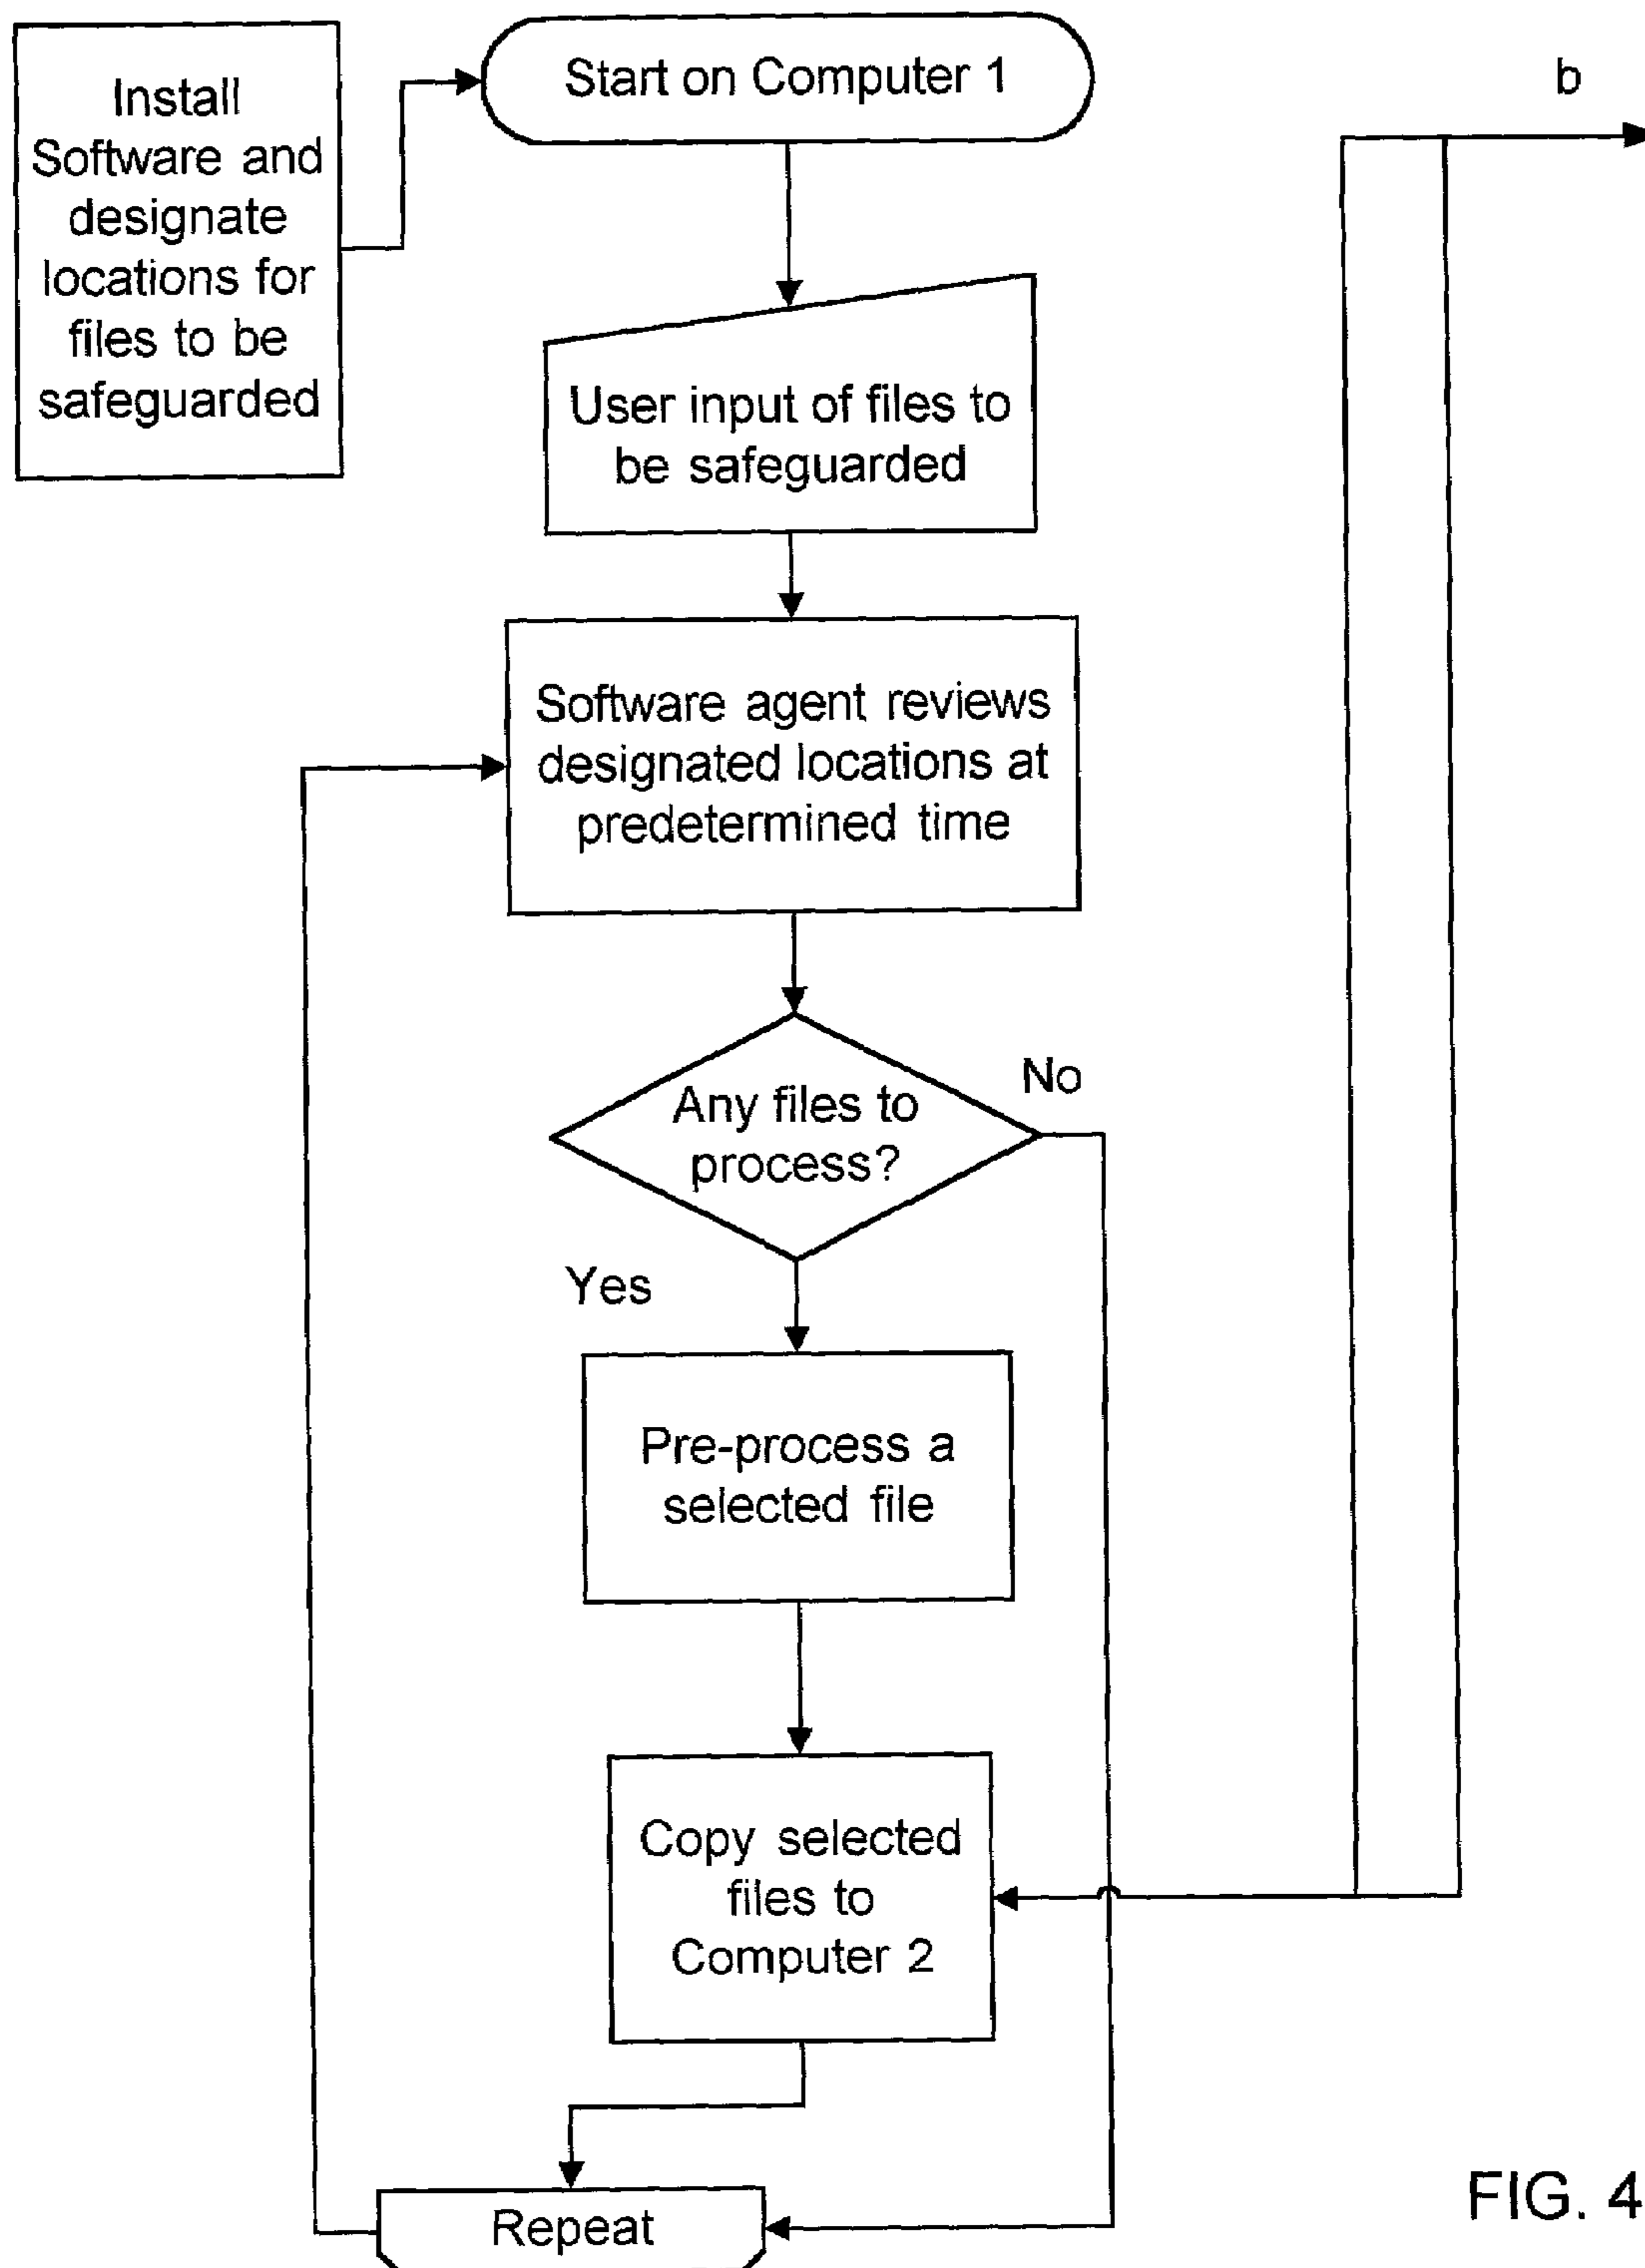 Install
Software and
designate
locations for
files to be
safeguarded
Start on Computer 1
b
User input of files to
be safeguarded
Software agent reviews
designated locations at
predetermined time
Any files to
process?
No
Yes
Pre-process a
selected file
Copy selected
files to
Computer 2
Repeat
FIG. 4